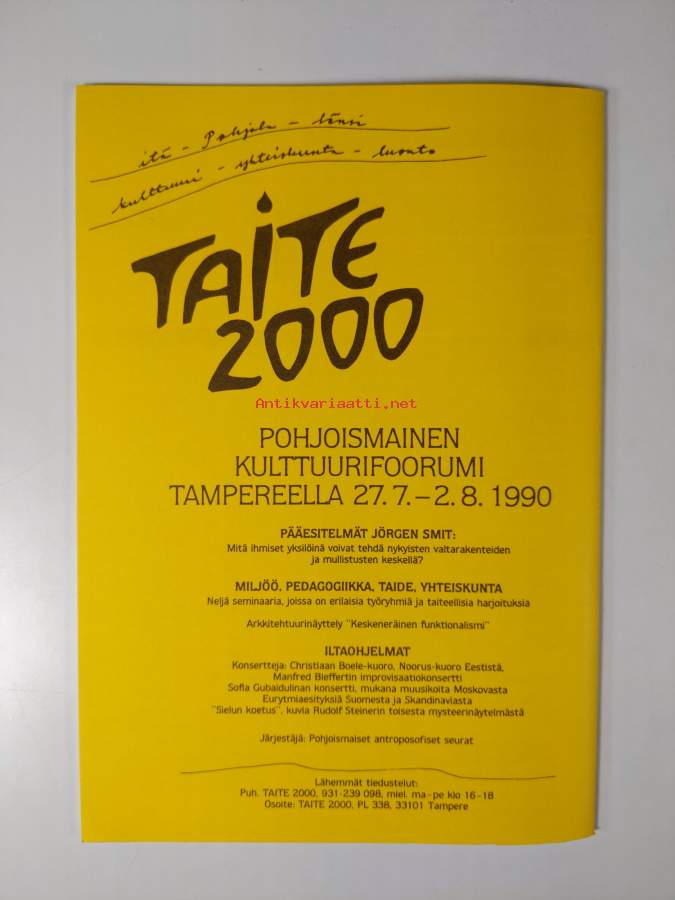 itä - Pohjola - länsi
kulttuuri - yhteiskunta - luonto
TAITE
2000
Antikvariaatti.net
POHJOISMAINEN
KULTTUURIFOORUMI
TAMPEREELLA 27. 7. – 2. 8. 1990
PÄÄESITELMÄT JÖRGEN SMIT:
Mitä ihmiset yksilöinä voivat tehdä nykyisten valtarakenteiden
ja mullistusten keskellä?
MILJÖÖ, PEDAGOGIIKKA, TAIDE, YHTEISKUNTA
Neljä seminaaria, joissa on erilaisia työryhmiä ja taiteellisia harjoituksia
Arkkitehtuurinäyttely "Keskeneräinen funktionalismi"
ILTAOHJELMAT
Konsertteja: Christiaan Boele-kuoro, Noorus-kuoro Eestistä,
Manfred Bleffertin improvisaatiokonsertti
Sofia Gubaidulinan konsertti, mukana muusikoita Moskovasta
Eurytmiaesityksiä Suomesta ja Skandinaviasta
"Sielun koetus", kuvia Rudolf Steinerin toisesta mysteerinäytelmästä
Järjestäjä: Pohjoismaiset antroposofiset seurat
Lähemmät tiedustelut:
Puh. TAITE 2000, 931-239 098, miel. ma–pe klo 16–18
Osoite: TAITE 2000, PL 338, 33101 Tampere